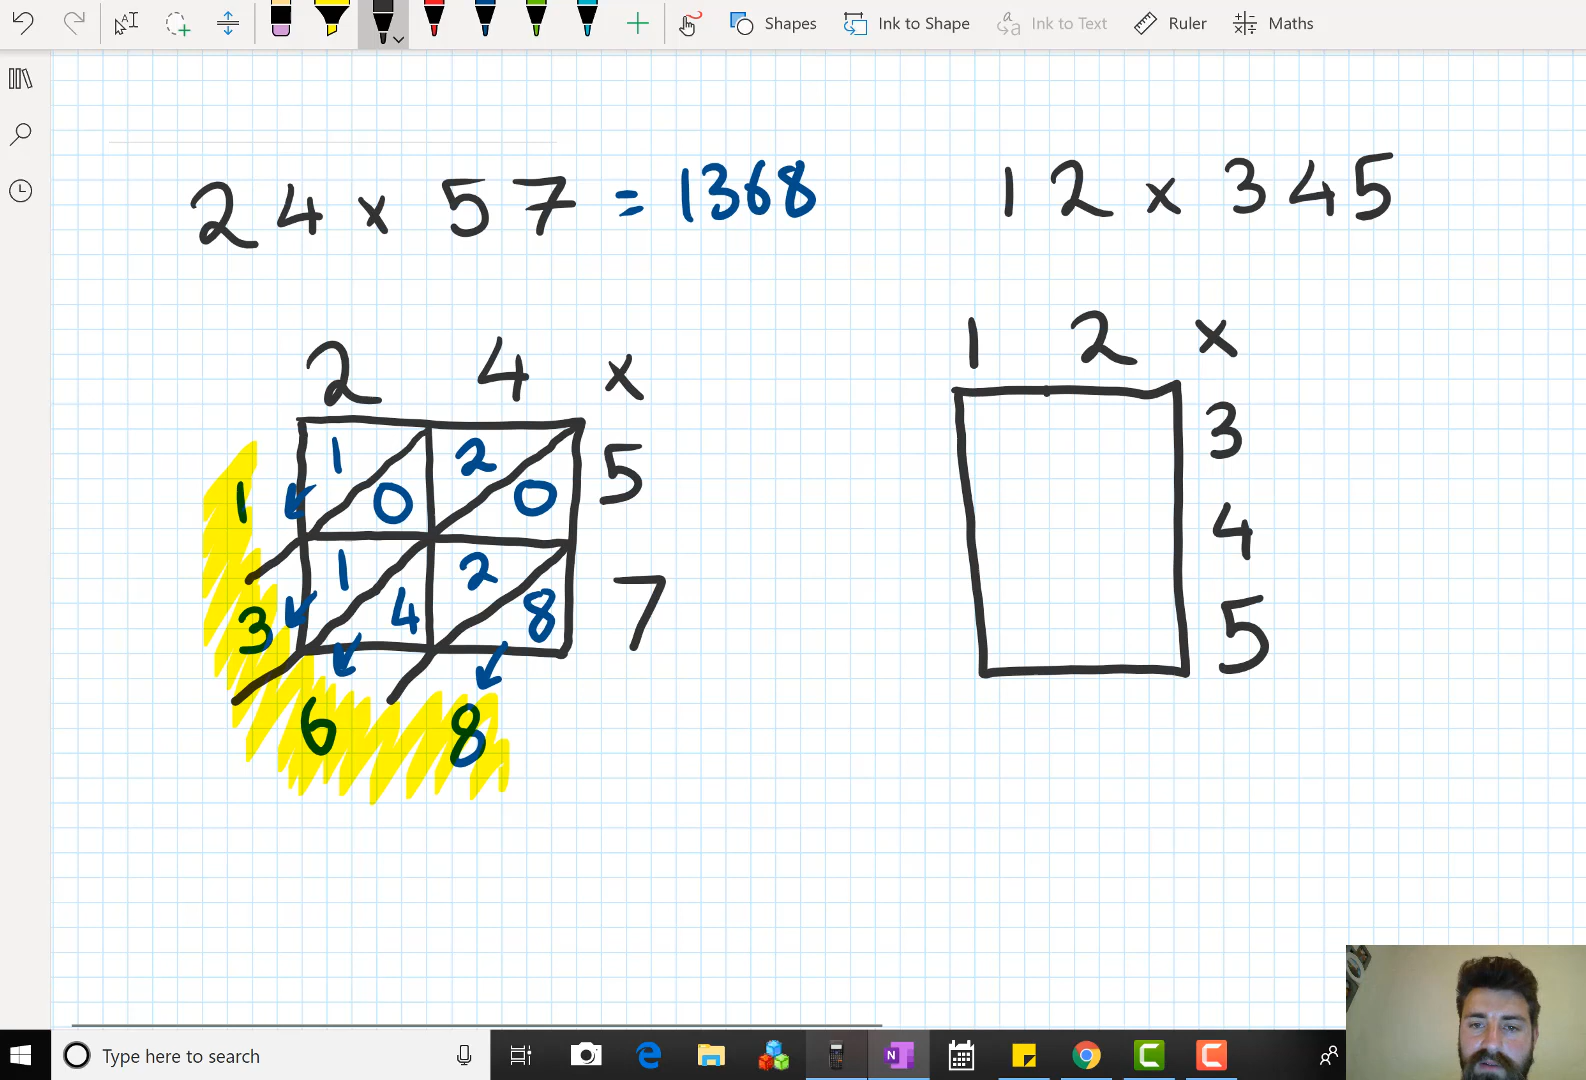 Shapes Ink to Shape Ink to Text Ruler Maths
24 x 57 = 1368
12 x 345
2 4 x
1 2 5
0 0
1
1 2 7
4 8
3
6 8
1 2 x
3
4
5
Type here to search